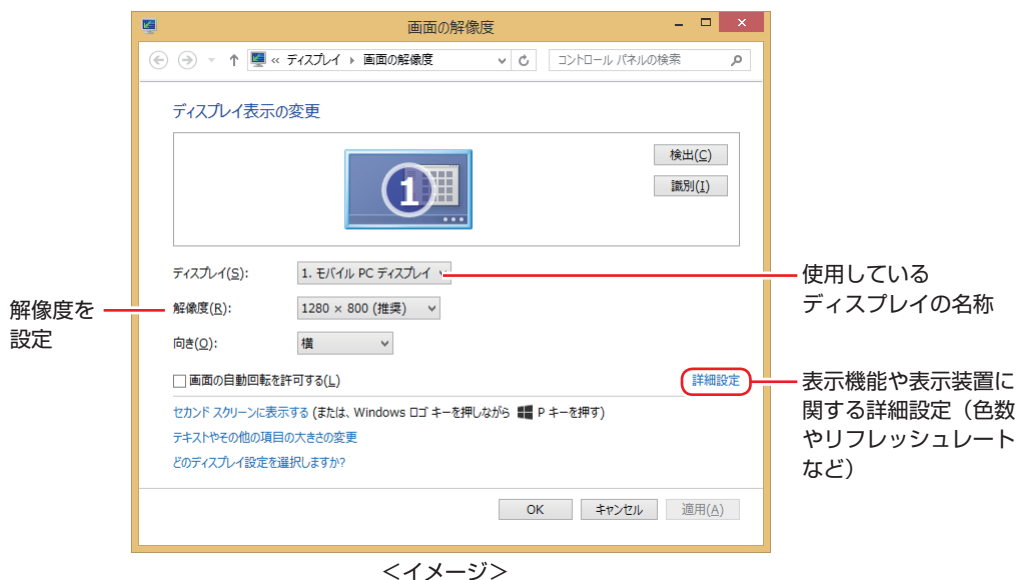 画面の解像度
« ディスプレイ ▸ 画面の解像度
コントロール パネルの検索
ディスプレイ表示の変更
1
検出(C)
識別(I)
ディスプレイ(S):
1. モバイル PC ディスプレイ
使用している
ディスプレイの名称
解像度を
設定
解像度(R):
1280 × 800 (推奨)
向き(O):
横
画面の自動回転を許可する(L)
詳細設定
表示機能や表示装置に
関する詳細設定（色数
やリフレッシュレート
など）
セカンド スクリーンに表示する (または、Windows ロゴ キーを押しながら P キーを押す)
テキストやその他の項目の大きさの変更
どのディスプレイ設定を選択しますか?
OK
キャンセル
適用(A)
＜イメージ＞